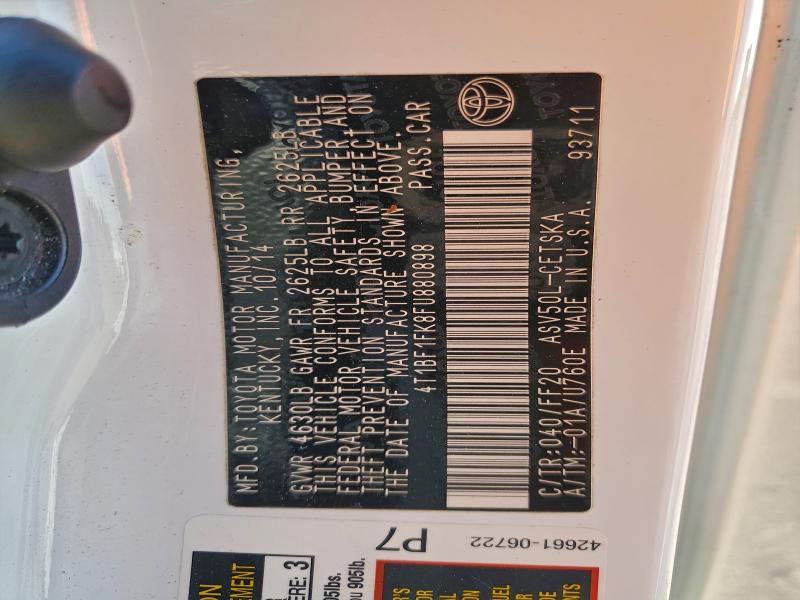 MFD. BY: TOYOTA MOTOR MANUFACTURING,
KENTUCKY, INC. 10/14
GVWR 4630LB GAWR FR 2625LB RR 2625LB
THIS VEHICLE CONFORMS TO ALL APPLICABLE
FEDERAL MOTOR VEHICLE SAFETY BUMPER, AND
THEFT PREVENTION STANDARDS IN EFFECT ON
THE DATE OF MANUFACTURE SHOWN ABOVE.
4T1BF1FK8FU880898 PASS.CAR
C/TR:040/FF20 ASV50L-CETSKA
A/TM:-01A/U760E MADE IN U.S.A. 93711
P7
42661-06722
3
905lbs.